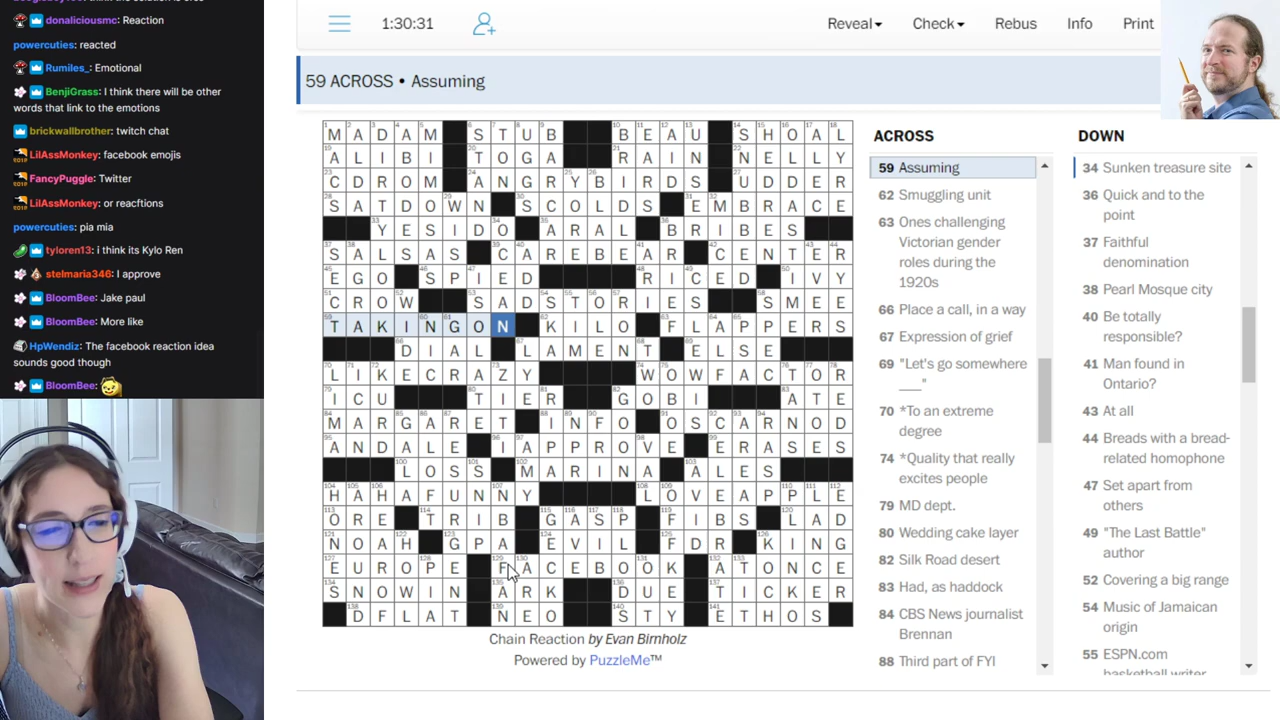 donaliciousmc: Reaction
powercuties: reacted
Rumiles_: Emotional
BenjiGrass: I think there will be other
words that link to the emotions
brickwallbrother: twitch chat
LilAssMonkey: facebook emojis
FancyPuggle: Twitter
LilAssMonkey: or reacftions
powercuties: pia mia
tyloren13: i think its Kylo Ren
stelmaria346: I approve
BloomBee: Jake paul
BloomBee: More like
HpWendiz: The facebook reaction idea
sounds good though
BloomBee:
1:30:31
Reveal
Check
Rebus
Info
Print
59 ACROSS • Assuming
MADAM STUB BEAU SHOAL
ALIBI TOGA RAIN NELLY
CDROM ANGRYBIRDS UDDER
SATDOWN SCOLDS EMBRACE
YESIDO ARAL BRIBES
SALSAS CAREBEAR CENTER
EGO SPIED RICED IVY
CROW SADSTORIES SMEE
TAKINGON KILO FLAPPERS
DIAL LAMENT ELSE
LIKECRAZY WOWFACTOR
ICU TIER GOBI ATE
MARGARET INFO OSCARNOD
ANDALE IAPPROVE ERASES
LOSS MARINA ALES
HAHAFUNNY LOVEAPPLE
ORE TRIB GASP FIBS LAD
NOAH GPA EVIL FDR KING
EUROPE FACEBOOK ATONCE
SNOWIN ARK DUE TICKER
DFLAT NEO STY ETHOS
Chain Reaction by Evan Birnholz
Powered by PuzzleMe™
ACROSS
59 Assuming
62 Smuggling unit
63 Ones challenging
Victorian gender
roles during the
1920s
66 Place a call, in a way
67 Expression of grief
69 "Let's go somewhere
___"
70 *To an extreme
degree
74 *Quality that really
excites people
79 MD dept.
80 Wedding cake layer
82 Silk Road desert
83 Had, as haddock
84 CBS News journalist
Brennan
88 Third part of FYI
DOWN
34 Sunken treasure site
36 Quick and to the
point
37 Faithful
denomination
38 Pearl Mosque city
40 Be totally
responsible?
41 Man found in
Ontario?
43 At all
44 Breads with a bread-
related homophone
47 Set apart from
others
49 "The Last Battle"
author
52 Covering a big range
54 Music of Jamaican
origin
55 ESPN.com
basketball writer